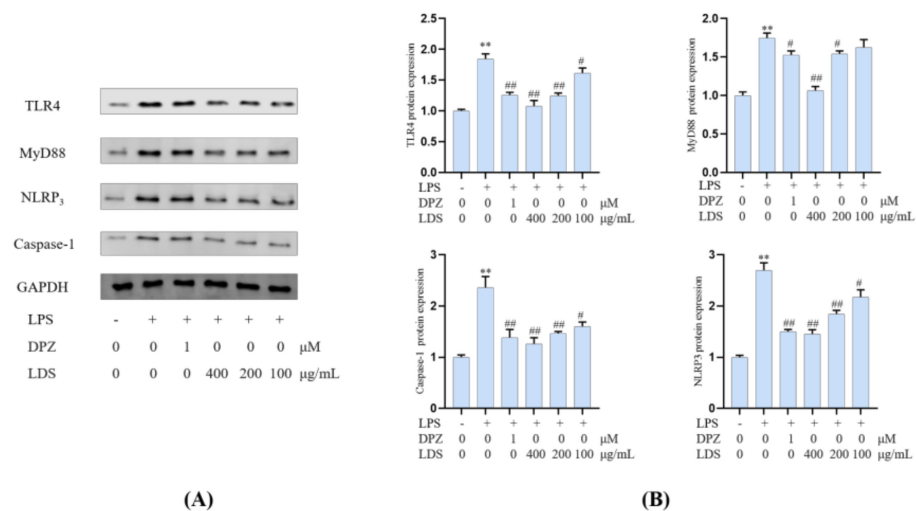 TLR4
MyD88
NLRP₃
Caspase-1
GAPDH
LPS - + + + + +
DPZ 0 0 1 0 0 0 μM
LDS 0 0 0 400 200 100 μg/mL
(A)
TLR4 protein expression
2.5
2.0
1.5
1.0
0.5
0.0
** ## ## ## #
LPS - + + + + +
DPZ 0 0 1 0 0 0 μM
LDS 0 0 0 400 200 100 μg/mL
MyD88 protein expression
2.0
1.5
1.0
0.5
0.0
** # ## #
LPS - + + + + +
DPZ 0 0 1 0 0 0 μM
LDS 0 0 0 400 200 100 μg/mL
Caspase-1 protein expression
3
2
1
0
** ## ## ## #
LPS - + + + + +
DPZ 0 0 1 0 0 0 μM
LDS 0 0 0 400 200 100 μg/mL
NLRP3 protein expression
3
2
1
0
** ## ## ## #
LPS - + + + + +
DPZ 0 0 1 0 0 0 μM
LDS 0 0 0 400 200 100 μg/mL
(B)